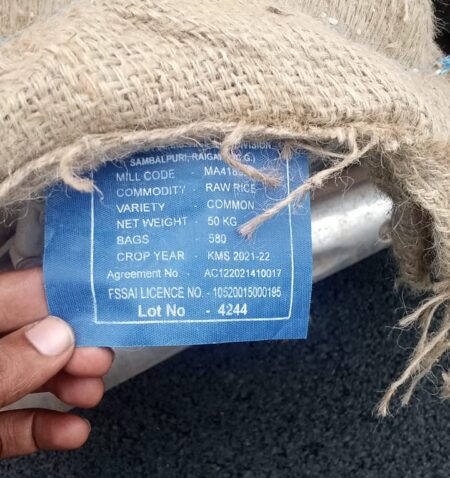 SAMBALPURI, RAIGARH (C.G.)
MILL CODE - 
COMMODITY - RAW RICE
VARIETY - COMMON
NET WEIGHT - 50 KG
BAGS - 580
CROP YEAR - KMS 2021-22
Agreement No - AC122021410017
FSSAI LICENCE NO. - 10520015000195
Lot No - 4244